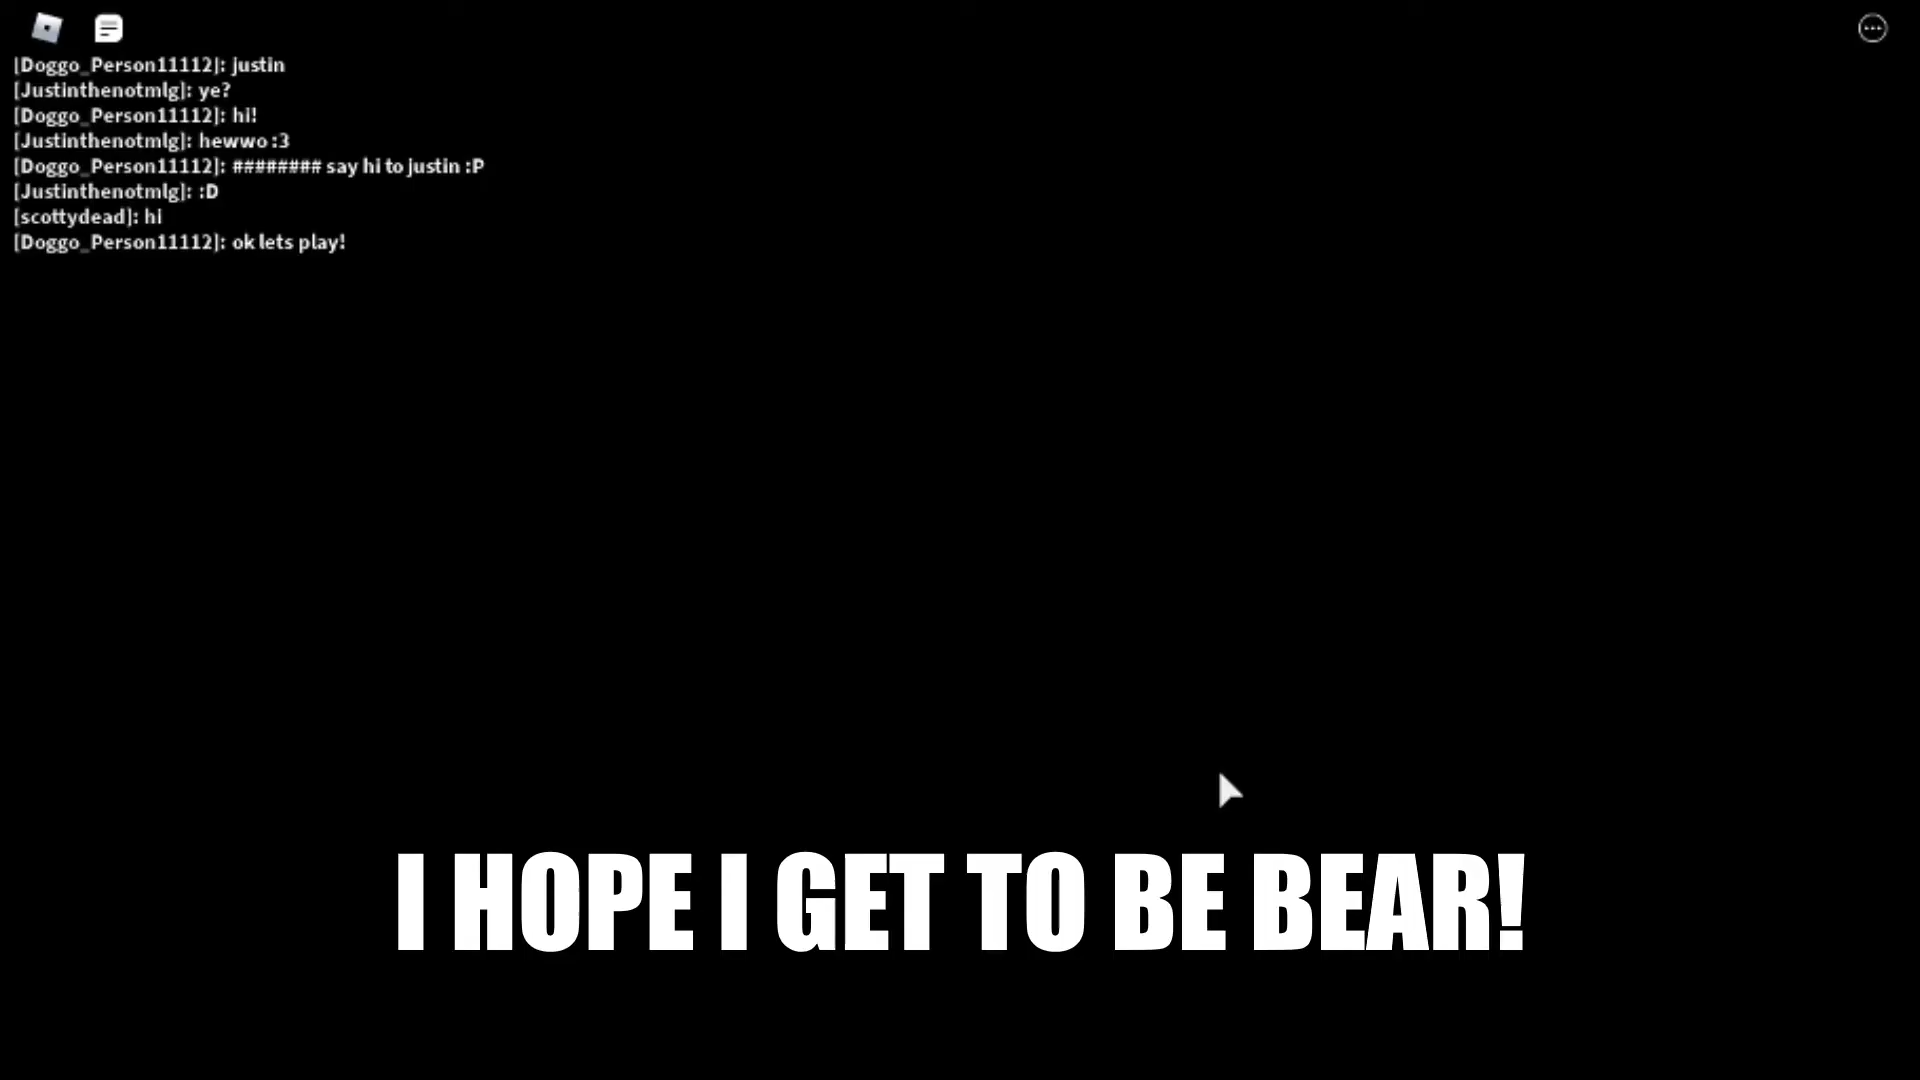 [Doggo_Person11112]: justin
[Justinthenotmlg]: ye?
[Doggo_Person11112]: hi!
[Justinthenotmlg]: hewwo :3
[Doggo_Person11112]: ######## say hi to justin :P
[Justinthenotmlg]: :D
[scottydead]: hi
[Doggo_Person11112]: ok lets play!
I HOPE I GET TO BE BEAR!